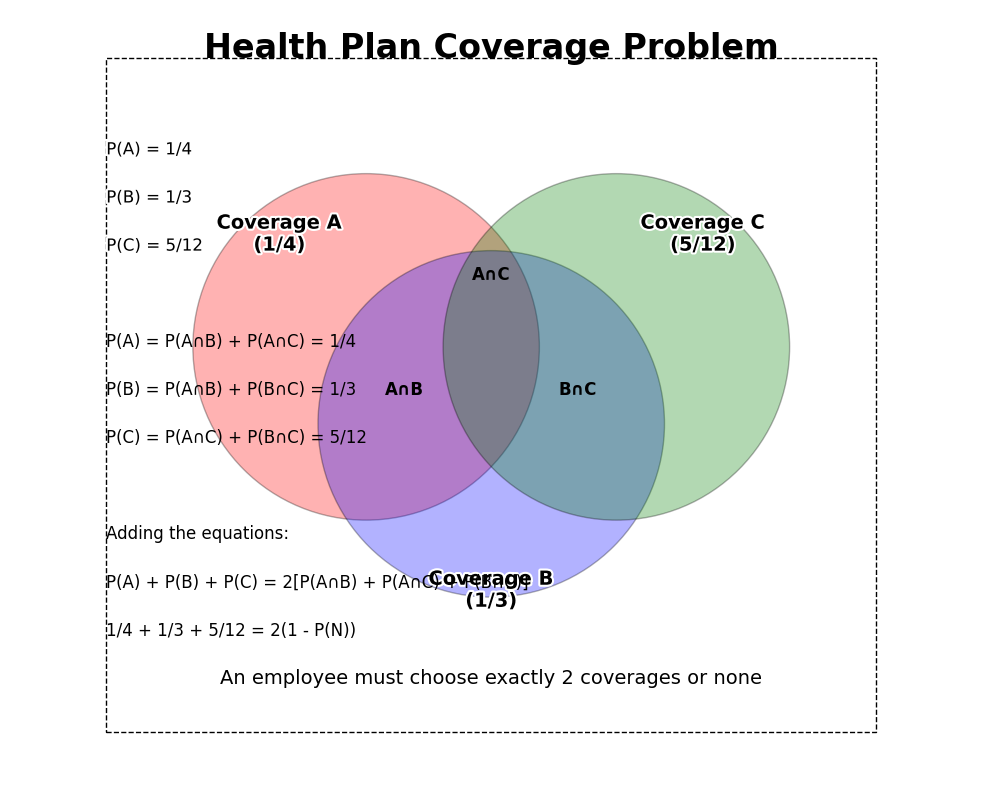 Health Plan Coverage Problem
P(A) = 1/4
P(B) = 1/3
P(C) = 5/12
Coverage A
(1/4)
Coverage C
(5/12)
A∩C
P(A) = P(A∩B) + P(A∩C) = 1/4
P(B) = P(A∩B) + P(B∩C) = 1/3
P(C) = P(A∩C) + P(B∩C) = 5/12
A∩B
B∩C
Adding the equations:
P(A) + P(B) + P(C) = 2[P(A∩B) + P(A∩C) + P(B∩C)]
Coverage B
(1/3)
1/4 + 1/3 + 5/12 = 2(1 - P(N))
An employee must choose exactly 2 coverages or none